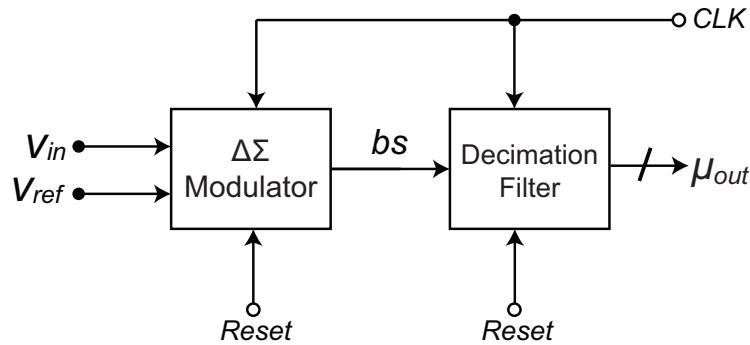 CLK
Vin
Vref
ΔΣ
Modulator
bs
Decimation
Filter
μout
Reset
Reset